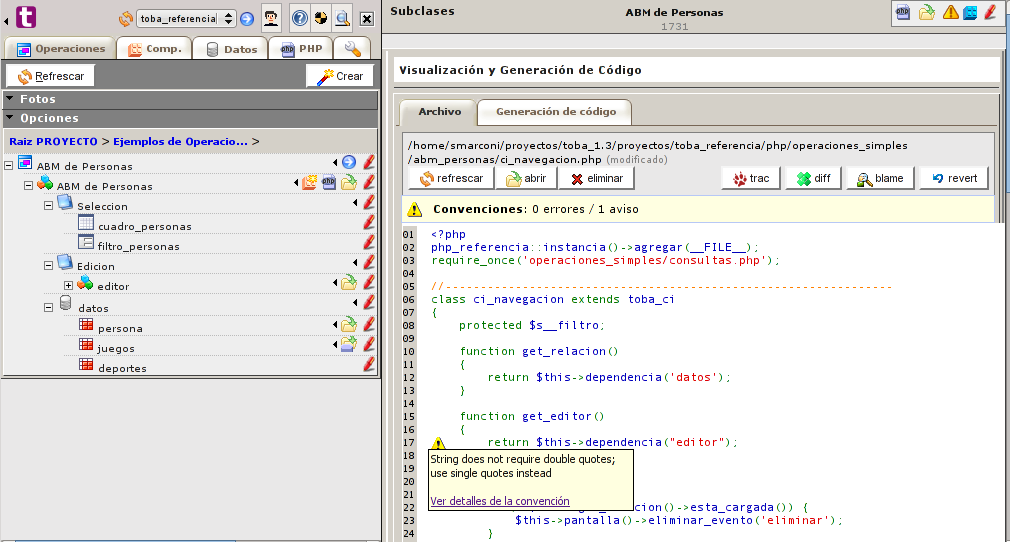 toba_referencia
Operaciones
Comp.
Datos
PHP
Refrescar
Crear
Fotos
Opciones
Raiz PROYECTO > Ejemplos de Operacio... >
ABM de Personas
ABM de Personas
Seleccion
cuadro_personas
filtro_personas
Edicion
editor
datos
persona
juegos
deportes
Subclases
ABM de Personas
1731
Visualización y Generación de Código
Archivo
Generación de código
/home/smarconi/proyectos/toba_1.3/proyectos/toba_referencia/php/operaciones_simples
/abm_personas/ci_navegacion.php (modificado)
refrescar
abrir
eliminar
trac
diff
blame
revert
Convenciones: 0 errores / 1 aviso
01 <?php
02 php_referencia::instancia()->agregar(__FILE__);
03 require_once('operaciones_simples/consultas.php');
04
05 //----------------------------------------------------------------
06 class ci_navegacion extends toba_ci
07 {
08 protected $s__filtro;
09
10 function get_relacion()
11 {
12 return $this->dependencia('datos');
13 }
14
15 function get_editor()
16 {
17 return $this->dependencia("editor");
18
19
20
21
22 cion()->esta_cargada()) {
23 $this->pantalla()->eliminar_evento('eliminar');
24 }
String does not require double quotes;
use single quotes instead
Ver detalles de la convención